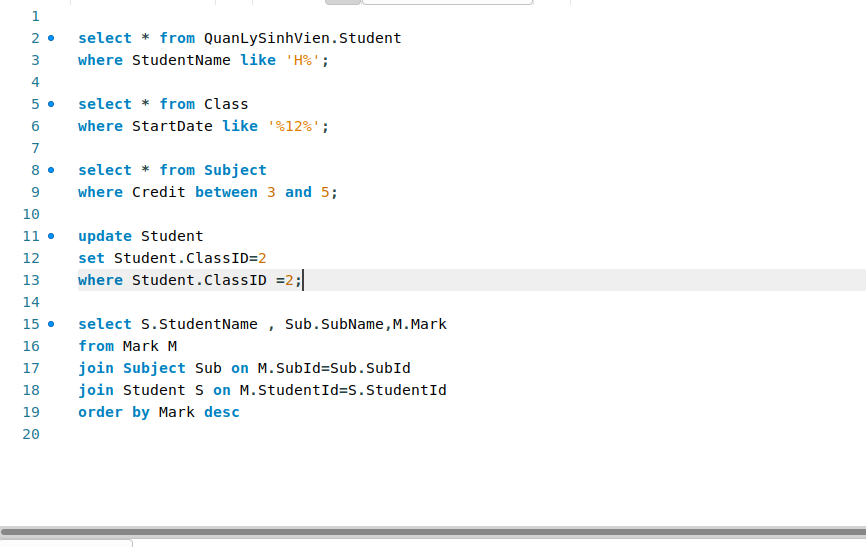 1
2 select * from QuanLySinhVien.Student
3 where StudentName like 'H%';
4
5 select * from Class
6 where StartDate like '%12%';
7
8 select * from Subject
9 where Credit between 3 and 5;
10
11 update Student
12 set Student.ClassID=2
13 where Student.ClassID =2;
14
15 select S.StudentName , Sub.SubName,M.Mark
16 from Mark M
17 join Subject Sub on M.SubId=Sub.SubId
18 join Student S on M.StudentId=S.StudentId
19 order by Mark desc
20